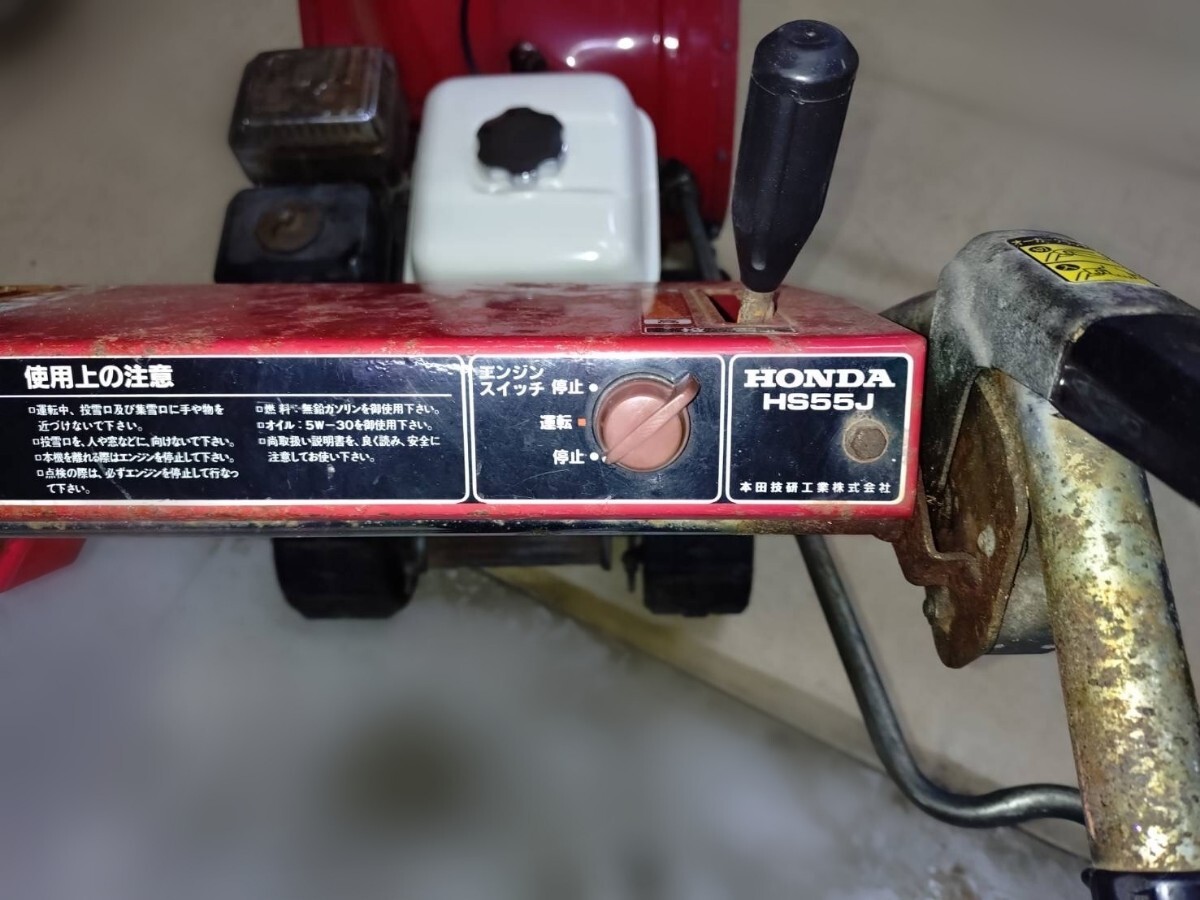 使用上の注意
▫運転中、投雪口及び集雪口に手や物を
近づけないで下さい。
▫投雪口を、人や窓などに、向けないで下さい。
▫本機を離れる際はエンジンを停止して下さい。
▫点検の際は、必ずエンジンを停止して行なっ
て下さい。
▫燃料：無鉛ガソリンを御使用下さい。
▫オイル：5W-30を御使用下さい。
▫尚取扱い説明書を、良く読み、安全に
注意してお使い下さい。
エンジン
スイッチ 停止
運転
停止
HONDA
HS55J
本田技研工業株式会社